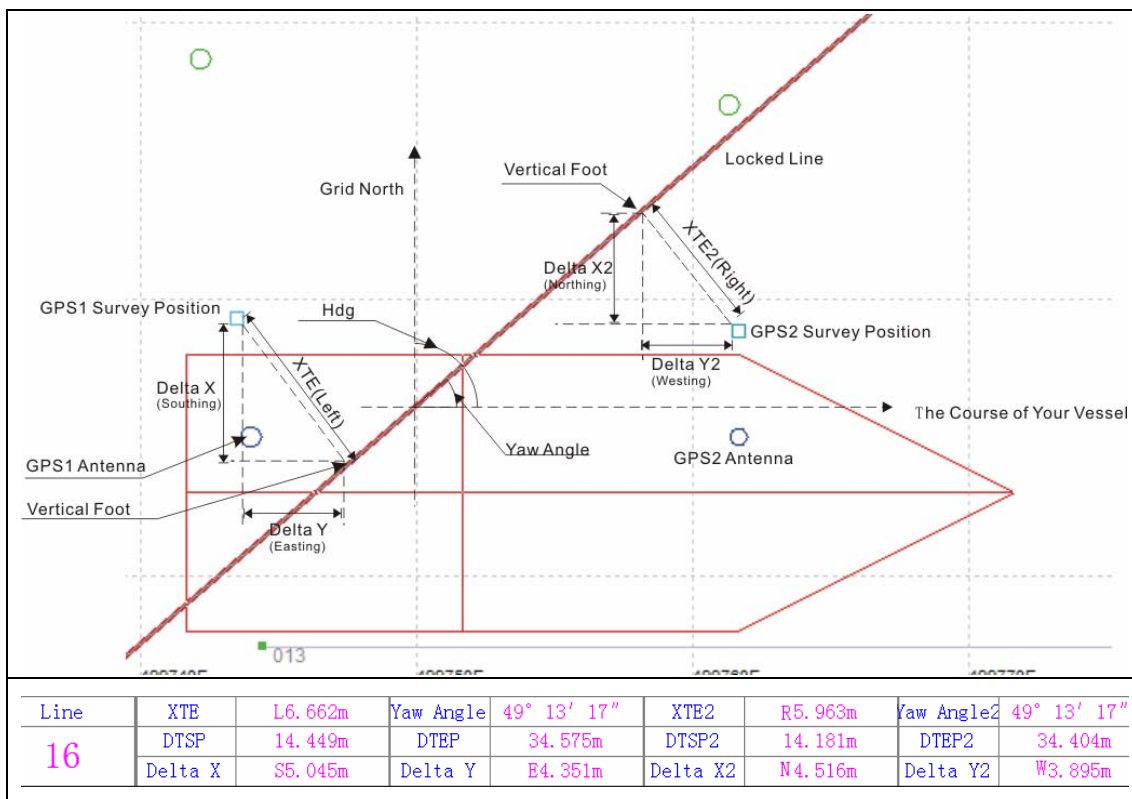 Locked Line
Vertical Foot
Grid North
XTE2(Right)
Delta X2
(Northing)
GPS1 Survey Position
Hdg
GPS2 Survey Position
XTE(Left)
Delta X
(Southing)
Delta Y2
(Westing)
The Course of Your Vessel
Yaw Angle
GPS1 Antenna
GPS2 Antenna
Vertical Foot
Delta Y
(Easting)
013
Line XTE L6.662m Yaw Angle 49° 13′ 17″ XTE2 R5.963m Yaw Angle2 49° 13′ 17″
16 DTSP 14.449m DTEP 34.575m DTSP2 14.181m DTEP2 34.404m
Delta X S5.045m Delta Y E4.351m Delta X2 N4.516m Delta Y2 W3.895m